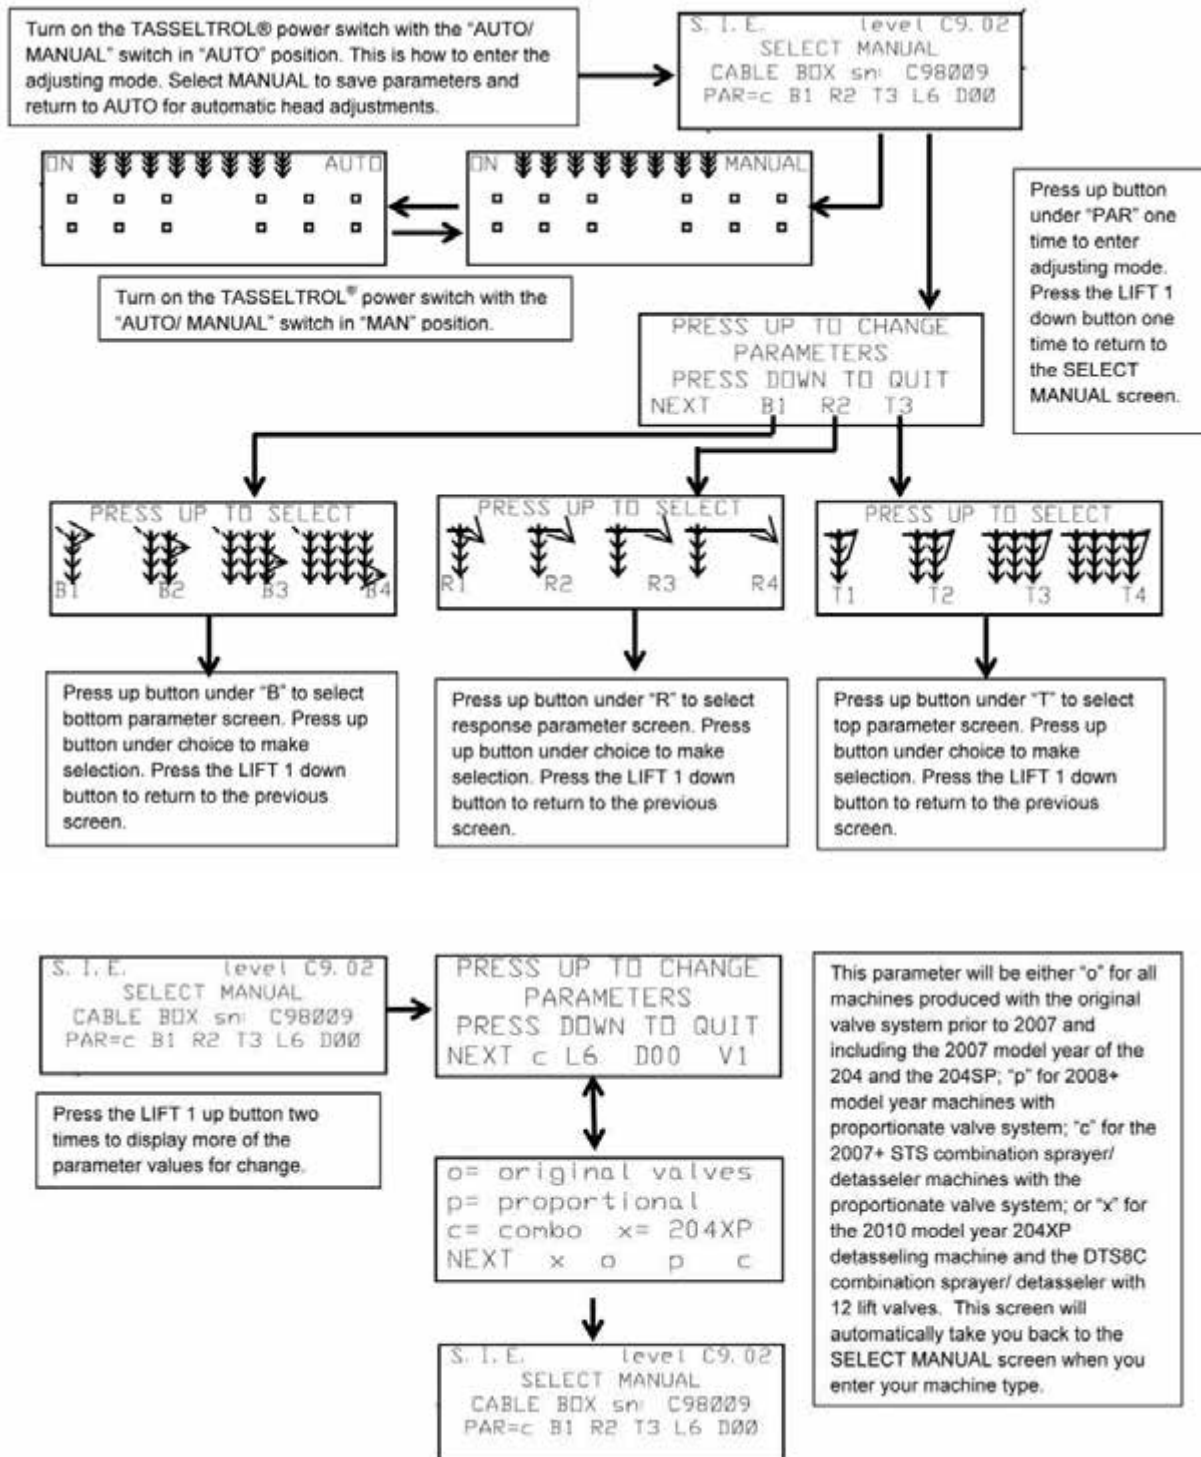 Turn on the TASSELTROL® power switch with the “AUTO/
MANUAL” switch in “AUTO” position. This is how to enter the
adjusting mode. Select MANUAL to save parameters and
return to AUTO for automatic head adjustments.
S. I. E. level C9.02
SELECT MANUAL
CABLE BOX sn: C98009
PAR=c B1 R2 T3 L6 D00
ON AUTO
ON MANUAL
Turn on the TASSELTROL® power switch with the
“AUTO/ MANUAL” switch in “MAN” position.
Press up button
under “PAR” one
time to enter
adjusting mode.
Press the LIFT 1
down button one
time to return to
the SELECT
MANUAL screen.
PRESS UP TO CHANGE
PARAMETERS
PRESS DOWN TO QUIT
NEXT B1 R2 T3
PRESS UP TO SELECT
B1 B2 B3 B4
PRESS UP TO SELECT
R1 R2 R3 R4
PRESS UP TO SELECT
T1 T2 T3 T4
Press up button under “B” to select
bottom parameter screen. Press up
button under choice to make
selection. Press the LIFT 1 down
button to return to the previous
screen.
Press up button under “R” to select
response parameter screen. Press
up button under choice to make
selection. Press the LIFT 1 down
button to return to the previous
screen.
Press up button under “T” to select
top parameter screen. Press up
button under choice to make
selection. Press the LIFT 1 down
button to return to the previous
screen.
S. I. E. level C9.02
SELECT MANUAL
CABLE BOX sn: C98009
PAR=c B1 R2 T3 L6 D00
Press the LIFT 1 up button two
times to display more of the
parameter values for change.
PRESS UP TO CHANGE
PARAMETERS
PRESS DOWN TO QUIT
NEXT c L6 D00 V1
o= original valves
p= proportional
c= combo x= 204XP
NEXT x o p c
S. I. E. level C9.02
SELECT MANUAL
CABLE BOX sn: C98009
PAR=c B1 R2 T3 L6 D00
This parameter will be either “o” for all
machines produced with the original
valve system prior to 2007 and
including the 2007 model year of the
204 and the 204SP; “p” for 2008+
model year machines with
proportionate valve system; “c” for the
2007+ STS combination sprayer/
detasseler machines with the
proportionate valve system; or “x” for
the 2010 model year 204XP
detasseling machine and the DTS8C
combination sprayer/ detasseler with
12 lift valves. This screen will
automatically take you back to the
SELECT MANUAL screen when you
enter your machine type.